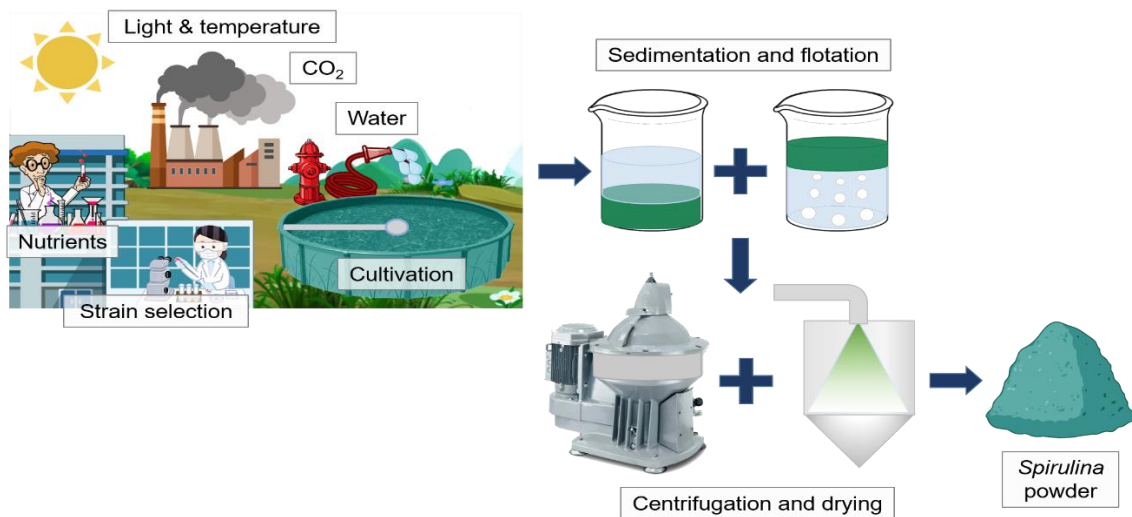 Light & temperature
CO₂
Water
Nutrients
Cultivation
Strain selection
Sedimentation and flotation
Centrifugation and drying
Spirulina
powder